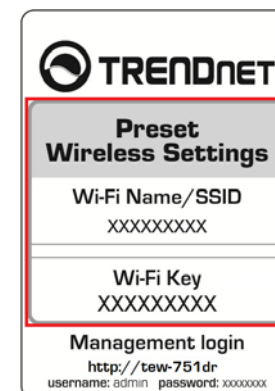 TRENDNET
Preset
Wireless Settings
Wi-Fi Name/SSID
XXXXXXXXX
Wi-Fi Key
XXXXXXXXX
Management login
http://tew-751dr
username: admin password: xxxxxxxx